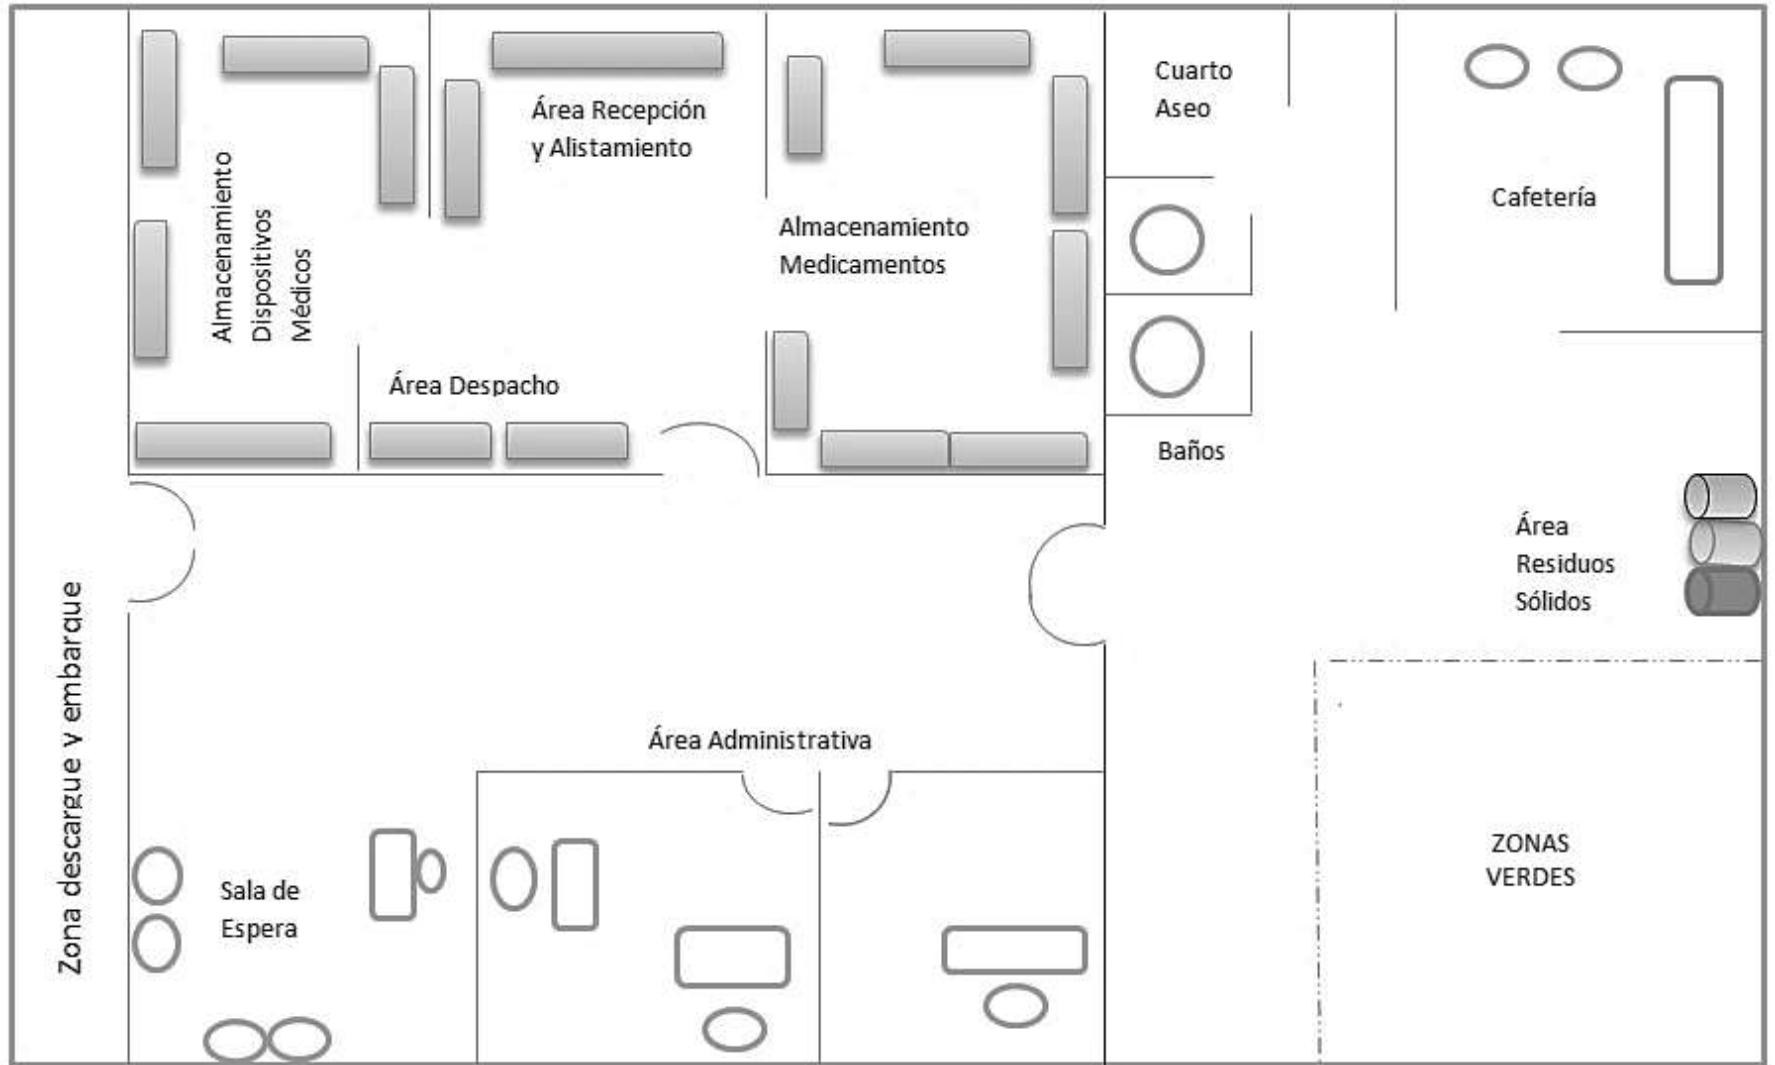 Cuarto
Aseo
Área Recepción
y Alistamiento
Cafetería
Almacenamiento
Dispositivos
Médicos
Almacenamiento
Medicamentos
Área Despacho
Baños
Área
Residuos
Sólidos
Zona descargue y embarque
Área Administrativa
Sala de
Espera
ZONAS
VERDES